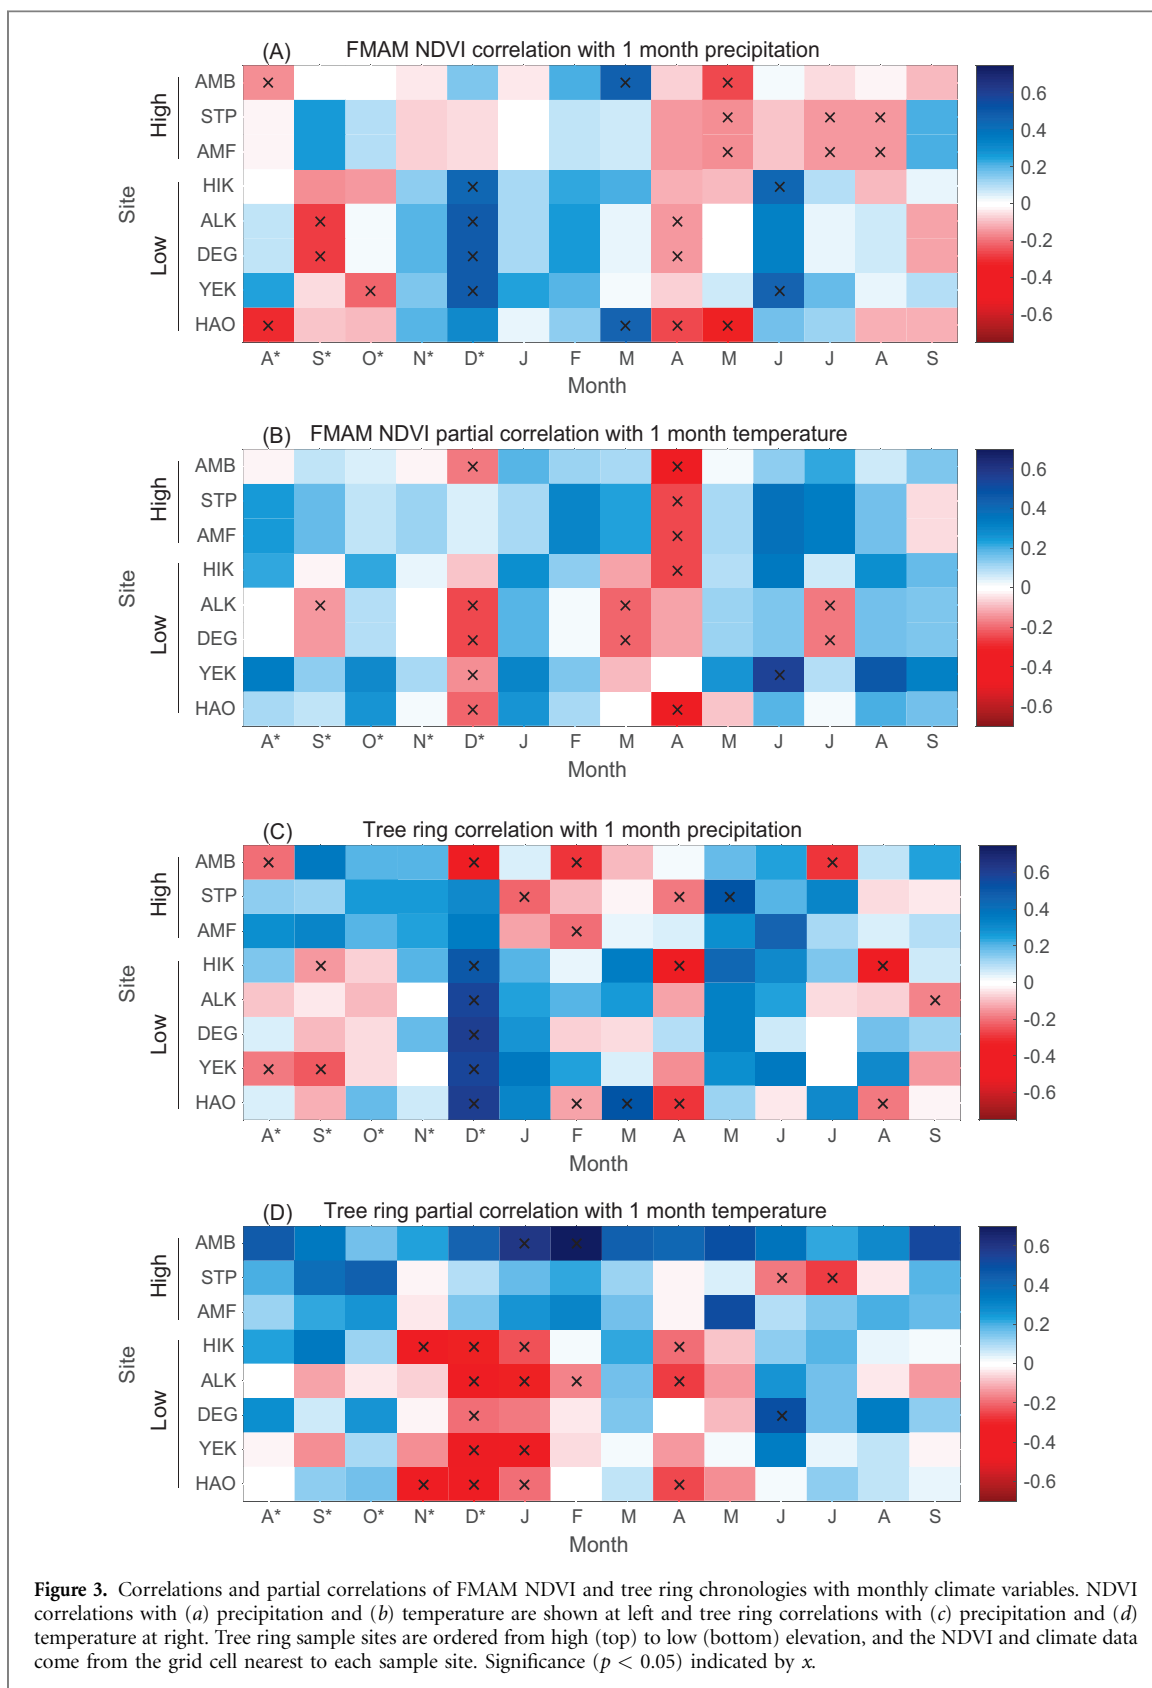 (A) FMAM NDVI correlation with 1 month precipitation
High
Low
Site
AMB
STP
AMF
HIK
ALK
DEG
YEK
HAO
A* S* O* N* D* J F M A M J J A S
Month
0.6
0.4
0.2
0
-0.2
-0.4
-0.6
(B) FMAM NDVI partial correlation with 1 month temperature
High
Low
Site
AMB
STP
AMF
HIK
ALK
DEG
YEK
HAO
A* S* O* N* D* J F M A M J J A S
Month
0.6
0.4
0.2
0
-0.2
-0.4
-0.6
(C) Tree ring correlation with 1 month precipitation
High
Low
Site
AMB
STP
AMF
HIK
ALK
DEG
YEK
HAO
A* S* O* N* D* J F M A M J J A S
Month
0.6
0.4
0.2
0
-0.2
-0.4
-0.6
(D) Tree ring partial correlation with 1 month temperature
High
Low
Site
AMB
STP
AMF
HIK
ALK
DEG
YEK
HAO
A* S* O* N* D* J F M A M J J A S
Month
0.6
0.4
0.2
0
-0.2
-0.4
-0.6
Figure 3. Correlations and partial correlations of FMAM NDVI and tree ring chronologies with monthly climate variables. NDVI
correlations with (a) precipitation and (b) temperature are shown at left and tree ring correlations with (c) precipitation and (d)
temperature at right. Tree ring sample sites are ordered from high (top) to low (bottom) elevation, and the NDVI and climate data
come from the grid cell nearest to each sample site. Significance (p < 0.05) indicated by x.